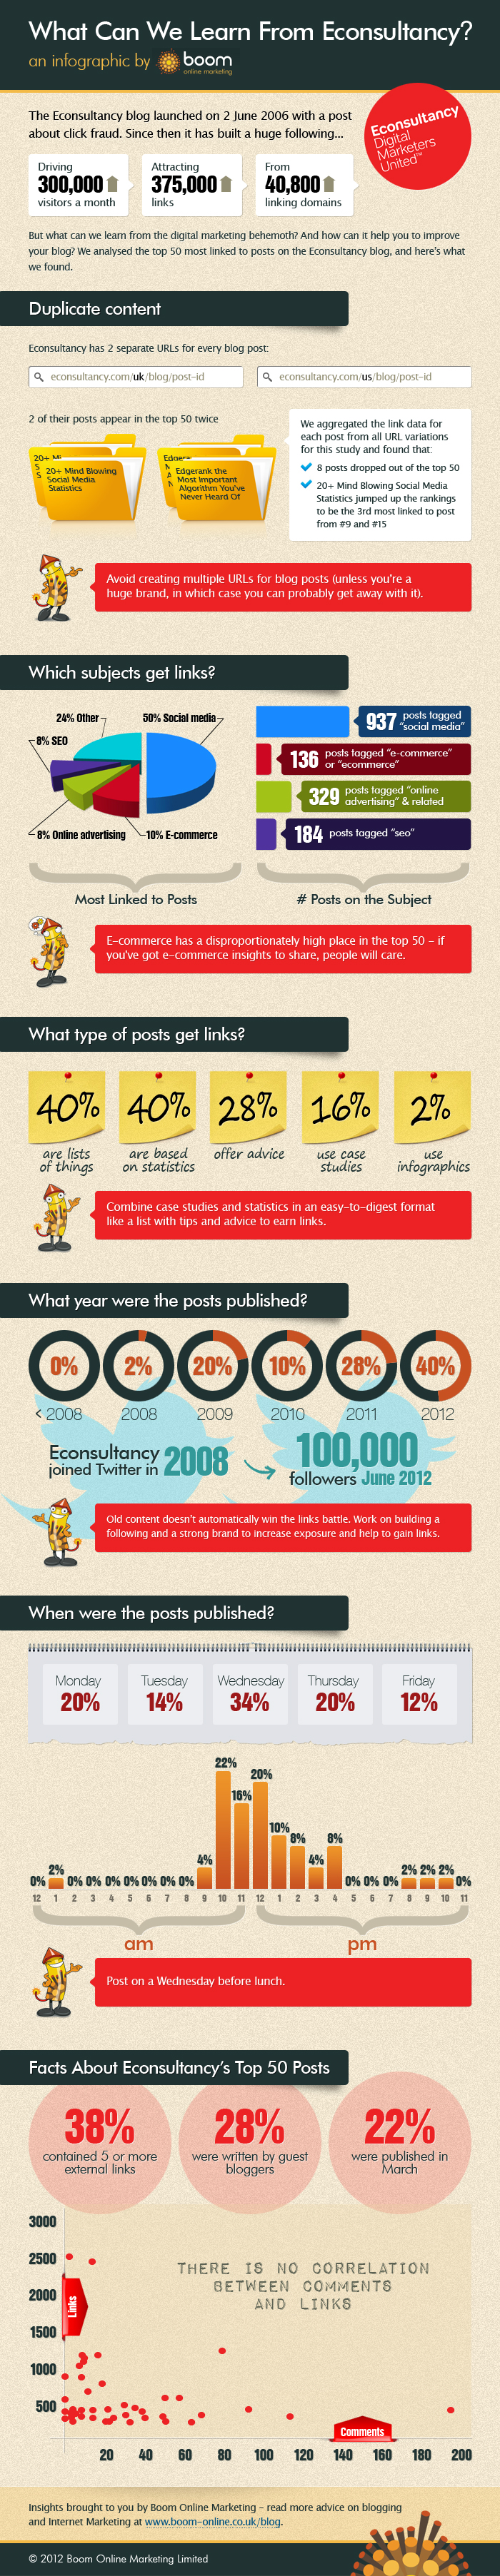 What Can We Learn From Econsultancy?
an infographic by boom
online marketing
The Econsultancy blog launched on 2 June 2006 with a post
about click fraud. Since then it has built a huge following...
Econsultancy
Digital
Marketers
United™
Driving
300,000
visitors a month
Attracting
375,000
links
From
40,800
linking domains
But what can we learn from the digital marketing behemoth? And how can it help you to improve
your blog? We analysed the top 50 most linked to posts on the Econsultancy blog, and here's what
we found.
Duplicate content
Econsultancy has 2 separate URLs for every blog post:
econsultancy.com/uk/blog/post-id
econsultancy.com/us/blog/post-id
2 of their posts appear in the top 50 twice
20+ Mi
S
S
20+ Mind Blowing
Social Media
Statistics
Edgera
Edgerank the
Most Important
Algorithm You've
Never Heard Of
We aggregated the link data for
each post from all URL variations
for this study and found that:
8 posts dropped out of the top 50
20+ Mind Blowing Social Media
Statistics jumped up the rankings
to be the 3rd most linked to post
from #9 and #15
Avoid creating multiple URLs for blog posts (unless you're a
huge brand, in which case you can probably get away with it).
Which subjects get links?
24% Other
50% Social media
8% SEO
8% Online advertising
10% E-commerce
Most Linked to Posts
937 posts tagged
"social media"
136 posts tagged "e-commerce"
or "ecommerce"
329 posts tagged "online
advertising" & related
184 posts tagged "seo"
# Posts on the Subject
E-commerce has a disproportionately high place in the top 50 - if
you've got e-commerce insights to share, people will care.
What type of posts get links?
40%
are lists
of things
40%
are based
on statistics
28%
offer advice
16%
use case
studies
2%
use
infographics
Combine case studies and statistics in an easy-to-digest format
like a list with tips and advice to earn links.
What year were the posts published?
0% 2% 20% 10% 28% 40%
< 2008 2008 2009 2010 2011 2012
Econsultancy
joined Twitter in 2008
100,000
followers June 2012
Old content doesn't automatically win the links battle. Work on building a
following and a strong brand to increase exposure and help to gain links.
When were the posts published?
Monday Tuesday Wednesday Thursday Friday
20% 14% 34% 20% 12%
0% 2% 0% 0% 0% 0% 0% 0% 0% 4% 22% 16% 20% 10% 8% 4% 8% 0% 0% 0% 2% 2% 2% 0%
12 1 2 3 4 5 6 7 8 9 10 11 12 1 2 3 4 5 6 7 8 9 10 11
am pm
Post on a Wednesday before lunch.
Facts About Econsultancy's Top 50 Posts
38%
contained 5 or more
external links
28%
were written by guest
bloggers
22%
were published in
March
THERE IS NO CORRELATION
BETWEEN COMMENTS
AND LINKS
3000
2500
2000
1500
1000
500
Links
Comments
20 40 60 80 100 120 140 160 180 200
Insights brought to you by Boom Online Marketing - read more advice on blogging
and Internet Marketing at www.boom-online.co.uk/blog.
© 2012 Boom Online Marketing Limited